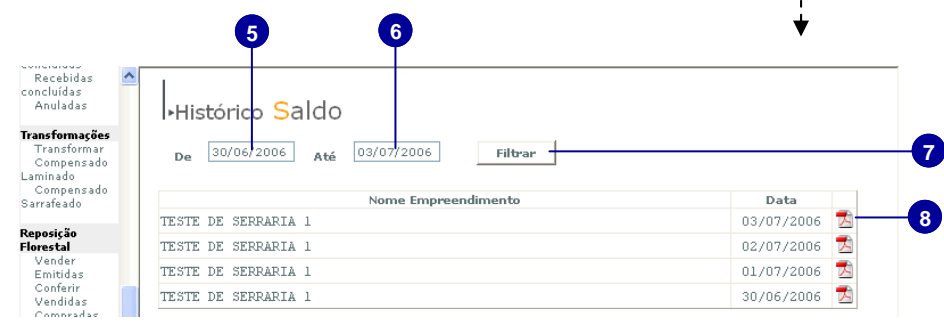 5
6
Recebidas
concluídas
Anuladas
Transformações
Transformar
Compensado
Laminado
Compensado
Sarrafeado
Reposição
Florestal
Vender
Emitidas
Conferir
Vendidas
Compradas
Histórico Saldo
De 30/06/2006 Até 03/07/2006 Filtrar
7
Nome Empreendimento Data
TESTE DE SERRARIA 1 03/07/2006
8
TESTE DE SERRARIA 1 02/07/2006
TESTE DE SERRARIA 1 01/07/2006
TESTE DE SERRARIA 1 30/06/2006